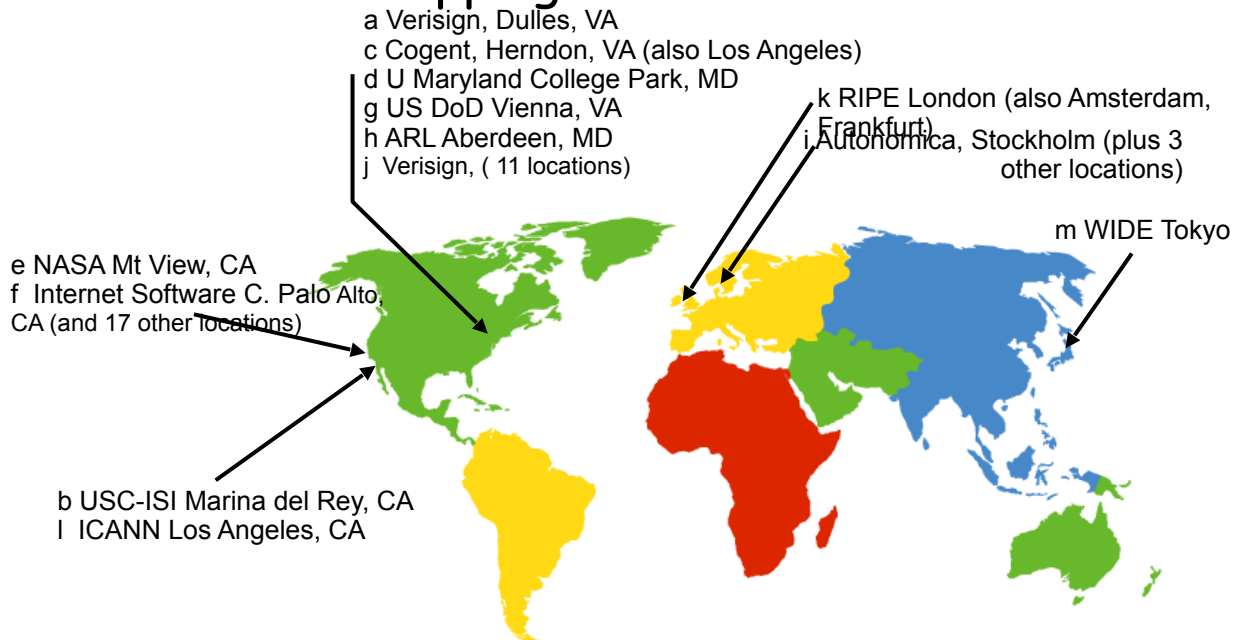 a Verisign, Dulles, VA
c Cogent, Herndon, VA (also Los Angeles)
d U Maryland College Park, MD
g US DoD Vienna, VA
h ARL Aberdeen, MD
j Verisign, ( 11 locations)
k RIPE London (also Amsterdam,
Frankfurt)
i Autonomica, Stockholm (plus 3
other locations)
m WIDE Tokyo
e NASA Mt View, CA
f Internet Software C. Palo Alto,
CA (and 17 other locations)
b USC-ISI Marina del Rey, CA
l ICANN Los Angeles, CA